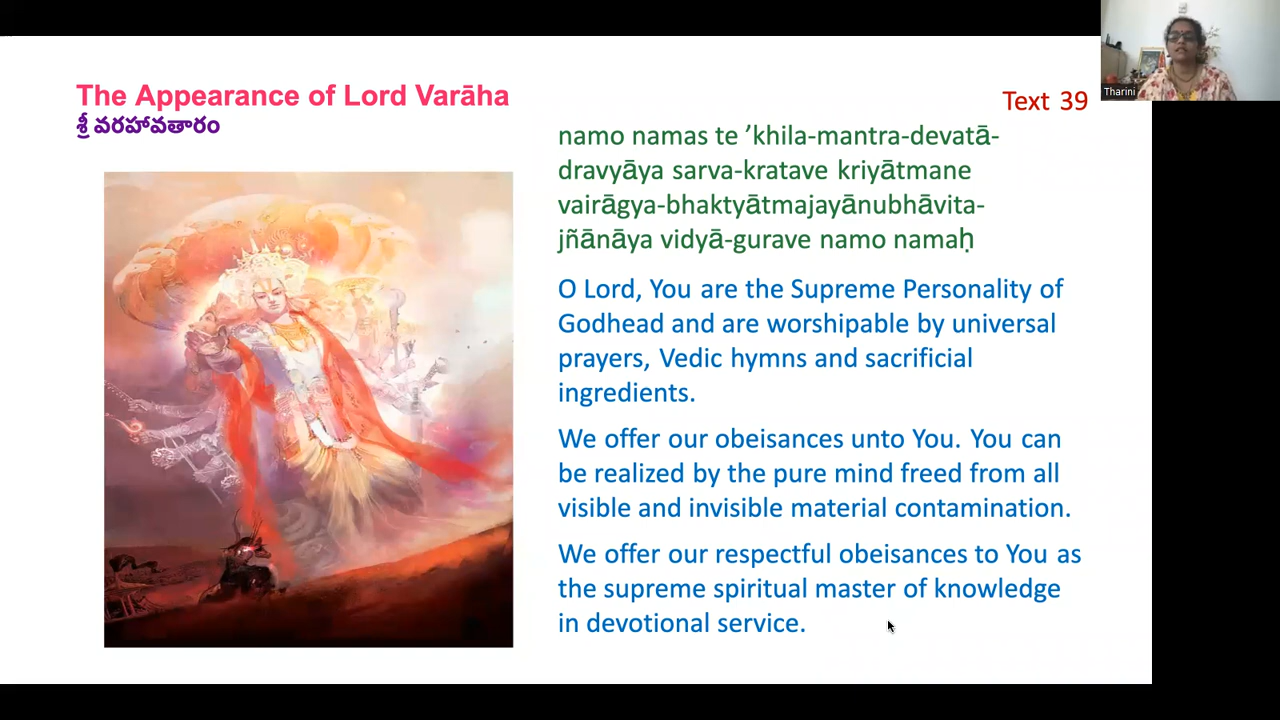 The Appearance of Lord Varāha
శ్రీ వరహావతారం
Text 39
namo namas te ’khila-mantra-devatā-
dravyāya sarva-kratave kriyātmane
vairāgya-bhaktyātmajayānubhāvita-
jñānāya vidyā-gurave namo namaḥ
O Lord, You are the Supreme Personality of
Godhead and are worshipable by universal
prayers, Vedic hymns and sacrificial
ingredients.
We offer our obeisances unto You. You can
be realized by the pure mind freed from all
visible and invisible material contamination.
We offer our respectful obeisances to You as
the supreme spiritual master of knowledge
in devotional service.
Tharini